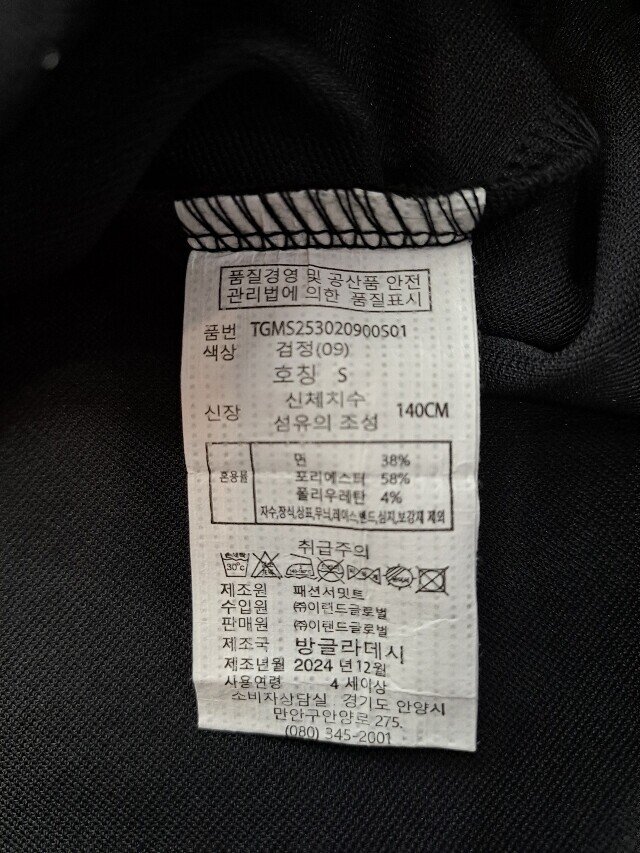 품질경영 및 공산품 안전
관리법에 의한 품질표시
품번 TGMS253020900S01
색상 검정(09)
호칭 S
신체치수
신장 140CM
섬유의 조성
혼용률
면 38%
포리에스터 58%
폴리우레탄 4%
자수,장식,상표,무늬,레이스,밴드,심지,보강재 제외
취급주의
30°c
제조원 패션서밋트
수입원 ㈜이랜드글로벌
판매원 ㈜이랜드글로벌
제조국 방글라데시
제조년월 2024 년12월
사용연령 4 세이상
소비자상담실 : 경기도 안양시
만안구안양로 275.
(080) 345-2001